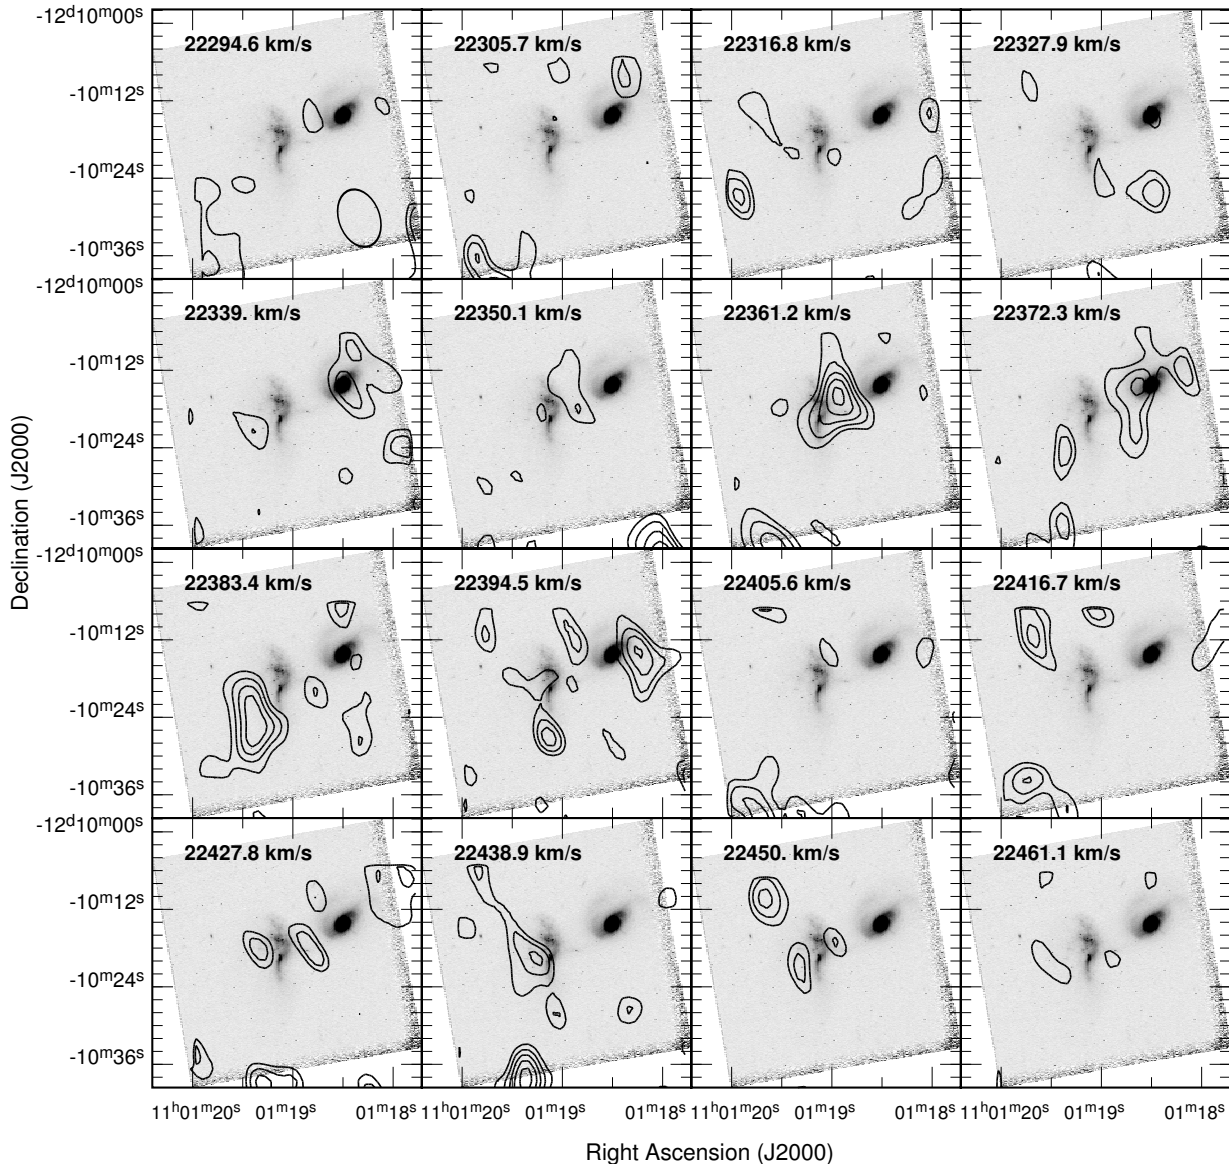 -12d10m00s
22294.6 km/s
22305.7 km/s
22316.8 km/s
22327.9 km/s
-10m12s
-10m24s
-10m36s
-12d10m00s
22339. km/s
22350.1 km/s
22361.2 km/s
22372.3 km/s
-10m12s
-10m24s
-10m36s
-12d10m00s
22383.4 km/s
22394.5 km/s
22405.6 km/s
22416.7 km/s
-10m12s
-10m24s
-10m36s
-12d10m00s
22427.8 km/s
22438.9 km/s
22450. km/s
22461.1 km/s
-10m12s
-10m24s
-10m36s
11h01m20s 01m19s 01m18s 11h01m20s 01m19s 01m18s 11h01m20s 01m19s 01m18s 11h01m20s 01m19s 01m18s
Declination (J2000)
Right Ascension (J2000)